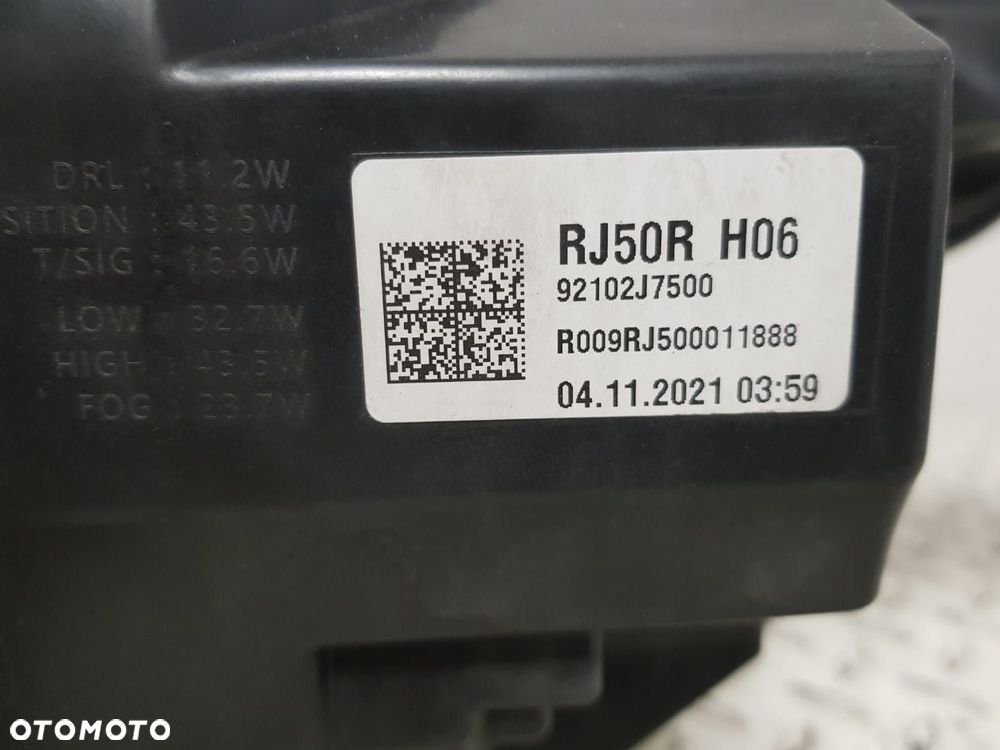 DRL : 11.2W
SITION : 43.5W
T/SIG : 16.6W
LOW : 32.7W
HIGH : 43.5W
FOG : 23.7W
RJ50R H06
92102J7500
R009RJ500011888
04.11.2021 03:59
OTOMOTO